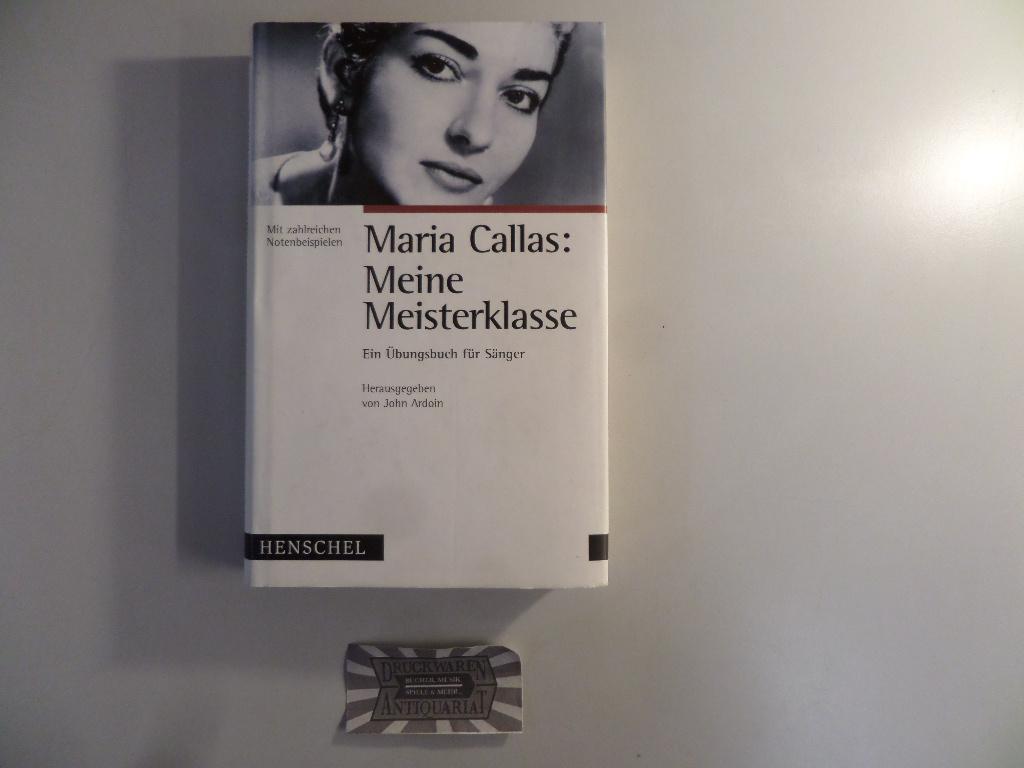 Mit zahlreichen
Notenbeispielen
Maria Callas:
Meine
Meisterklasse
Ein Übungsbuch für Sänger
Herausgegeben
von John Ardoin
HENSCHEL
DRUCKWAREN
BÜCHER, MUSIK,
SPIELE & MEHR...
ANTIQUARIAT